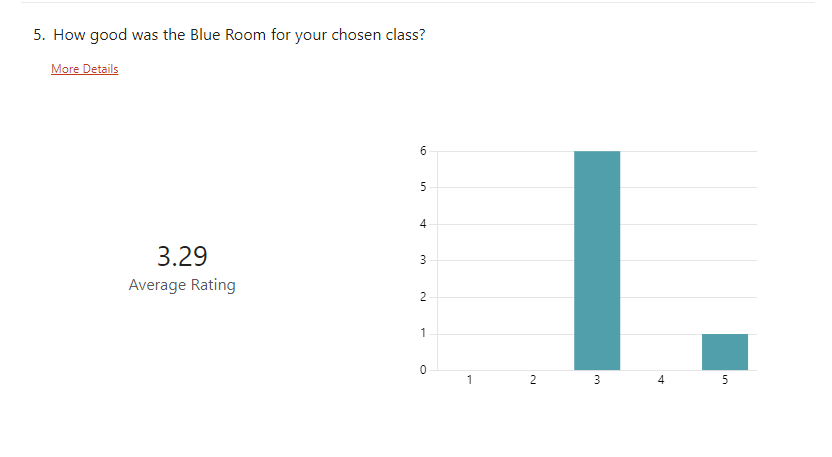 5. How good was the Blue Room for your chosen class?
More Details
3.29
Average Rating
6
5
4
3
2
1
0
1 2 3 4 5